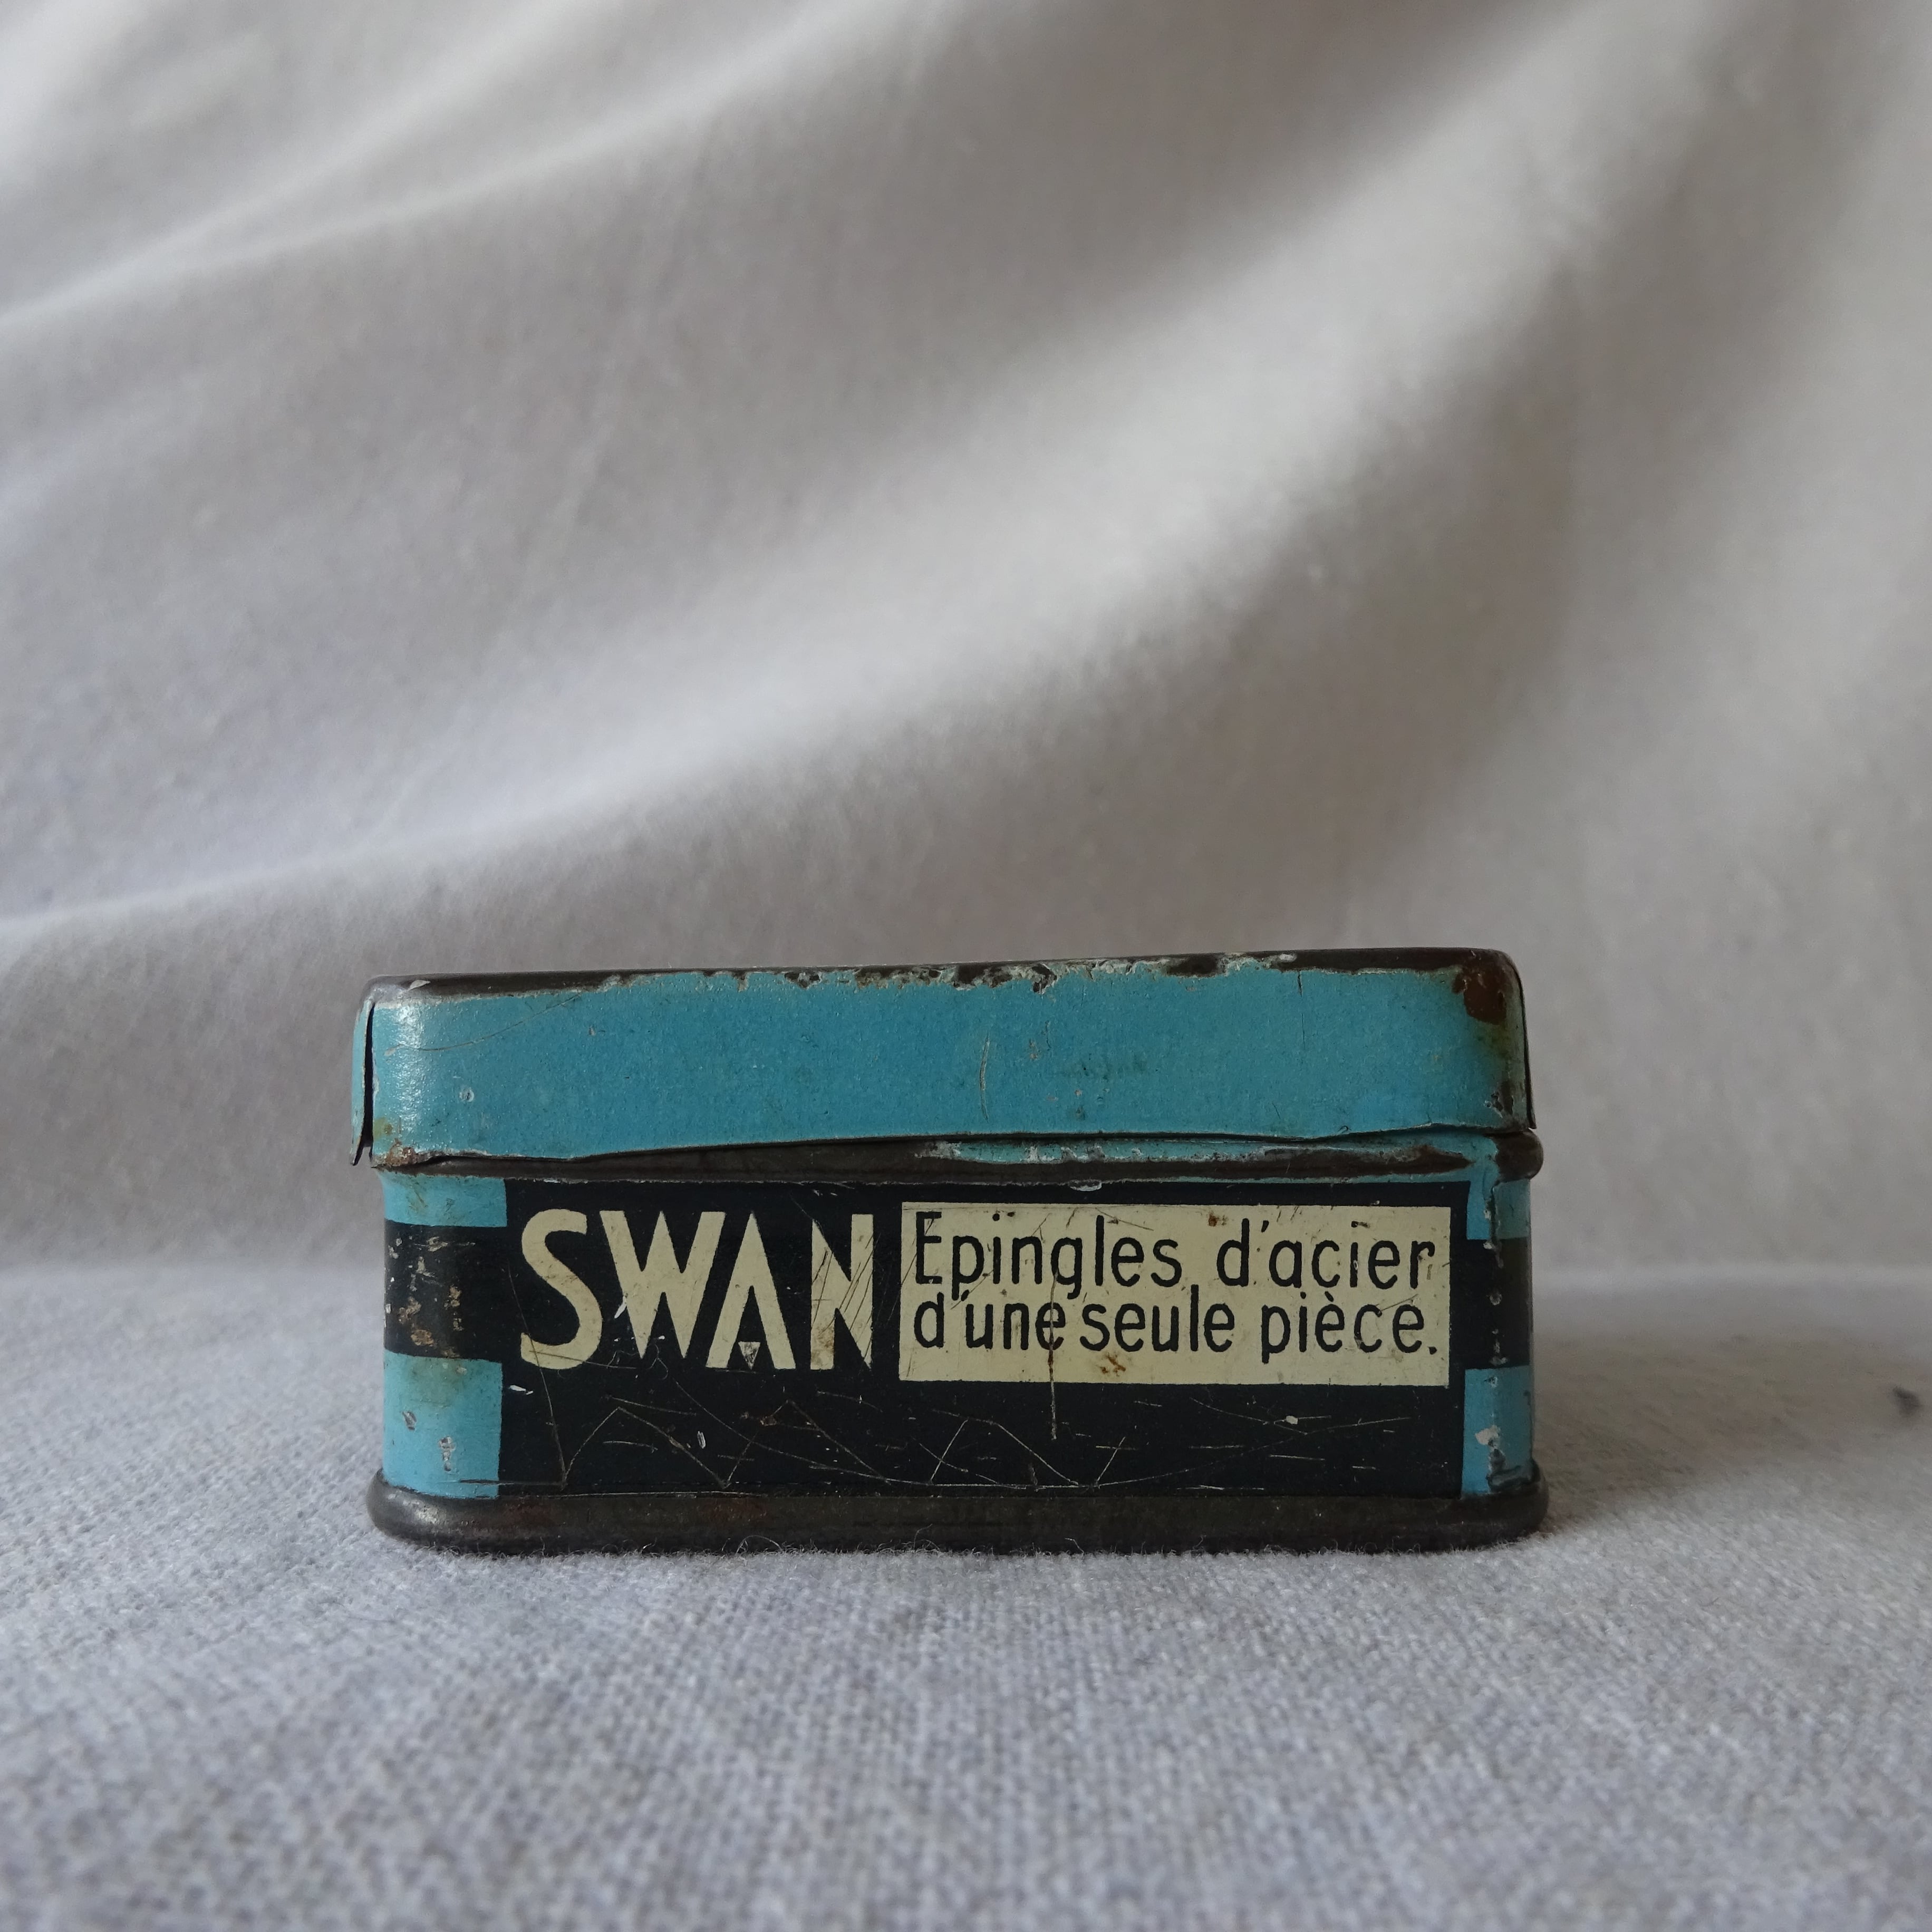 SWAN
Epingles d'acier
d'une seule pièce.